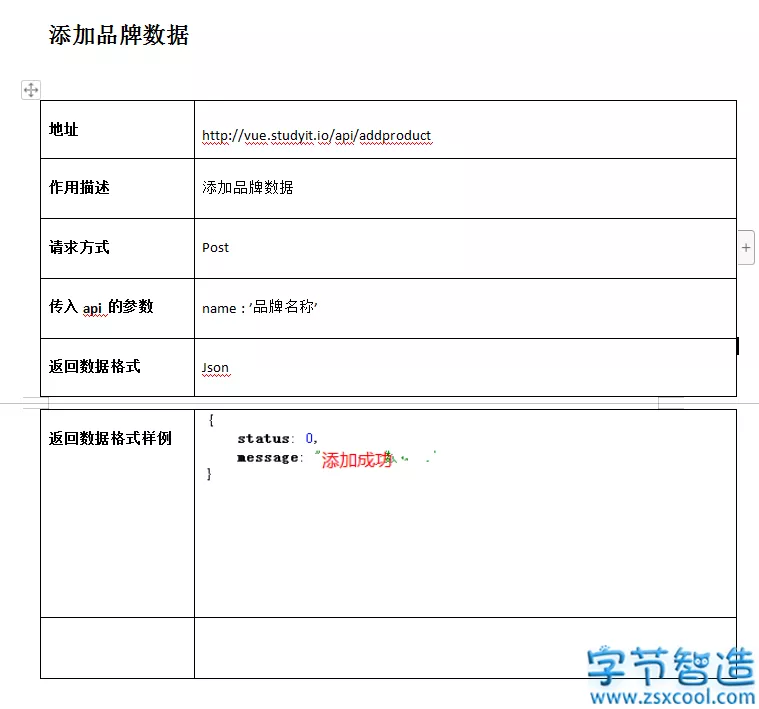 添加品牌数据
地址
http://vue.studyit.io/api/addproduct
作用描述
添加品牌数据
请求方式
Post
传入 api 的参数
name：’品牌名称’
返回数据格式
Json
返回数据格式样例
{
status: 0,
message: "添加成功
}
字节智造
www.zsxcool.com